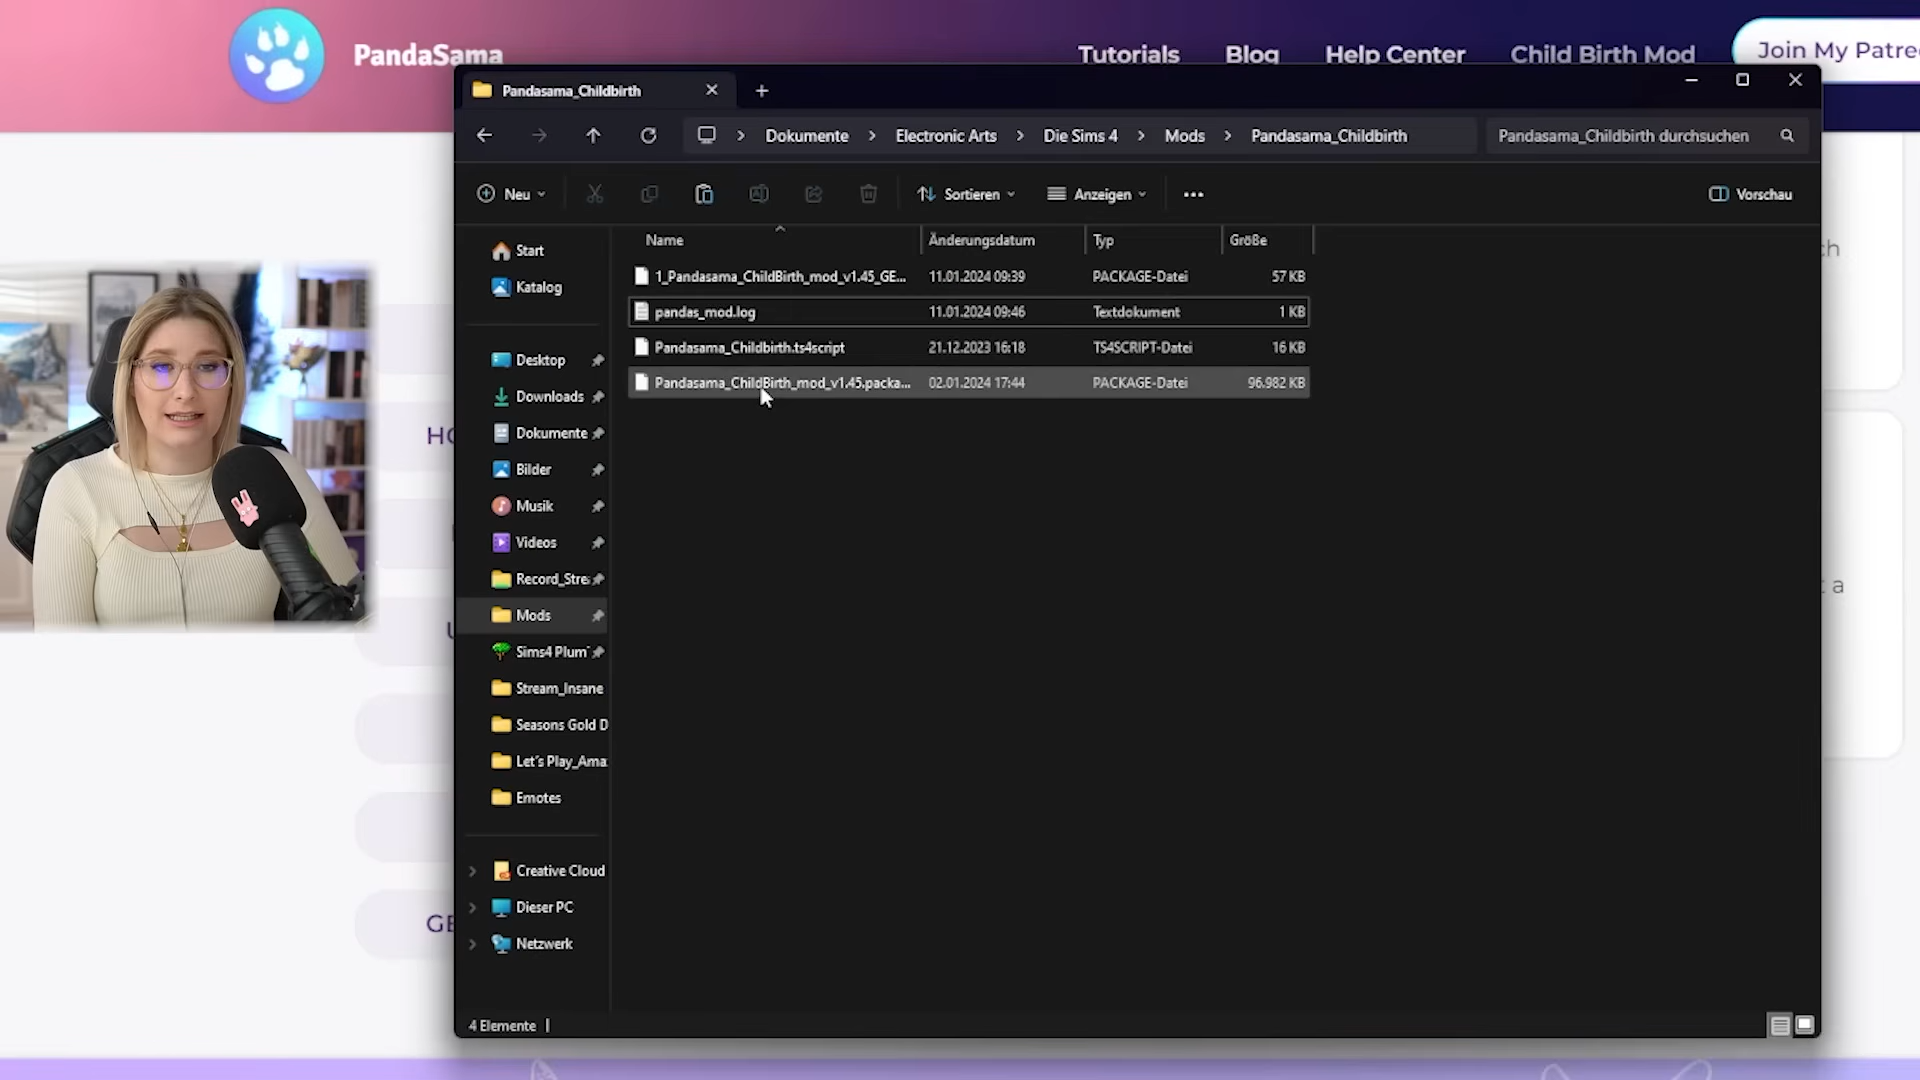 PandaSama
Tutorials Blog Help Center Child Birth Mod Join My Patre
Pandasama_Childbirth
Dokumente > Electronic Arts > Die Sims 4 > Mods > Pandasama_Childbirth
Pandasama_Childbirth durchsuchen
Neu Sortieren Anzeigen Vorschau
Name Änderungsdatum Typ Größe
1_Pandasama_ChildBirth_mod_v1.45_GE... 11.01.2024 09:39 PACKAGE-Datei 57 KB
pandas_mod.log 11.01.2024 09:46 Textdokument 1 KB
Pandasama_Childbirth.ts4script 21.12.2023 16:18 TS4SCRIPT-Datei 16 KB
Pandasama_ChildBirth_mod_v1.45.packa... 02.01.2024 17:44 PACKAGE-Datei 96.982 KB
Start
Katalog
Desktop
Downloads
Dokumente
Bilder
Musik
Videos
Record_Stre
Mods
Sims4 Plum
Stream_Insane
Seasons Gold D
Let's Play_Ama
Emotes
Creative Cloud
Dieser PC
Netzwerk
4 Elemente
HO
U
GE
ch
t a